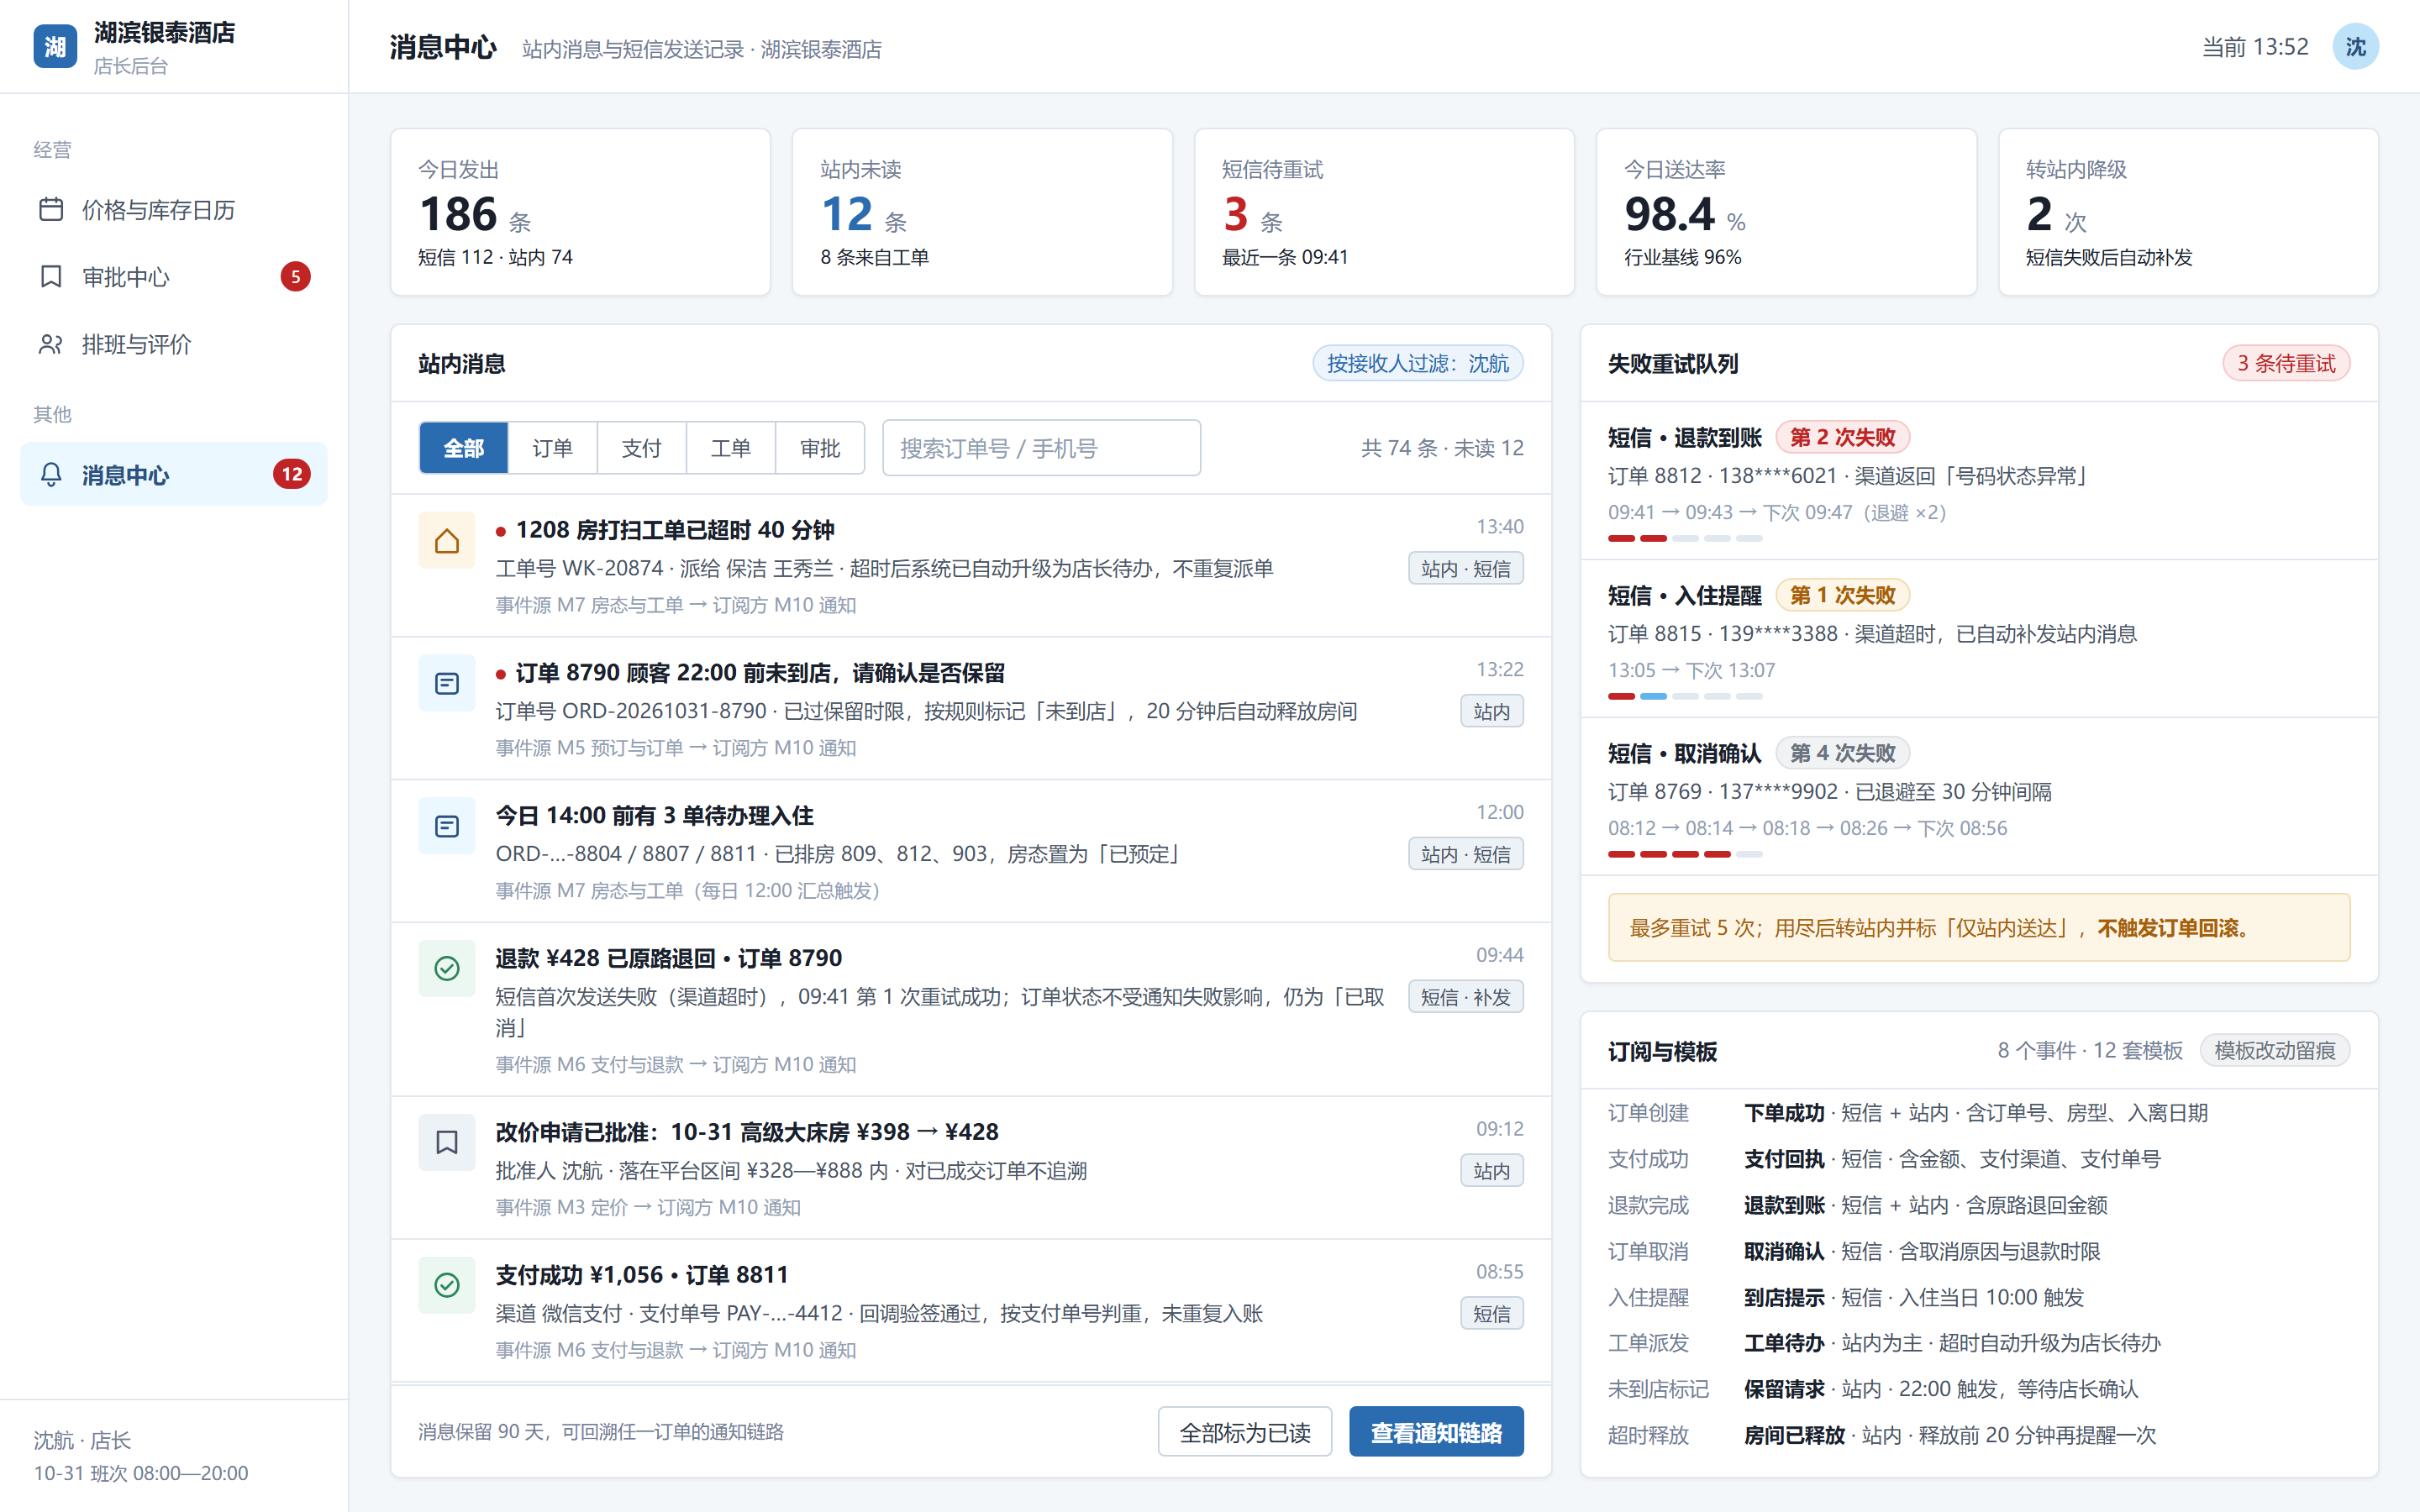 湖
湖滨银泰酒店
店长后台
经营
价格与库存日历
审批中心
5
排班与评价
其他
消息中心
12
沈航 · 店长
10-31 班次 08:00—20:00
消息中心
站内消息与短信发送记录 · 湖滨银泰酒店
当前 13:52
沈
今日发出
186 条
短信 112 · 站内 74
站内未读
12 条
8 条来自工单
短信待重试
3 条
最近一条 09:41
今日送达率
98.4 %
行业基线 96%
转站内降级
2 次
短信失败后自动补发
站内消息
按接收人过滤：沈航
全部
订单
支付
工单
审批
搜索订单号 / 手机号
共 74 条 · 未读 12
1208 房打扫工单已超时 40 分钟
13:40
工单号 WK-20874 · 派给 保洁 王秀兰 · 超时后系统已自动升级为店长待办，不重复派单
站内 · 短信
事件源 M7 房态与工单 → 订阅方 M10 通知
订单 8790 顾客 22:00 前未到店，请确认是否保留
13:22
订单号 ORD-20261031-8790 · 已过保留时限，按规则标记「未到店」，20 分钟后自动释放房间
站内
事件源 M5 预订与订单 → 订阅方 M10 通知
今日 14:00 前有 3 单待办理入住
12:00
ORD-...-8804 / 8807 / 8811 · 已排房 809、812、903，房态置为「已预定」
站内 · 短信
事件源 M7 房态与工单（每日 12:00 汇总触发）
退款 ¥428 已原路退回 • 订单 8790
09:44
短信首次发送失败（渠道超时），09:41 第 1 次重试成功；订单状态不受通知失败影响，仍为「已取
消」
短信 · 补发
事件源 M6 支付与退款 → 订阅方 M10 通知
改价申请已批准：10-31 高级大床房 ¥398 → ¥428
09:12
批准人 沈航 · 落在平台区间 ¥328—¥888 内 · 对已成交订单不追溯
站内
事件源 M3 定价 → 订阅方 M10 通知
支付成功 ¥1,056 • 订单 8811
08:55
渠道 微信支付 · 支付单号 PAY-...-4412 · 回调验签通过，按支付单号判重，未重复入账
短信
事件源 M6 支付与退款 → 订阅方 M10 通知
消息保留 90 天，可回溯任一订单的通知链路
全部标为已读
查看通知链路
失败重试队列
3 条待重试
短信 • 退款到账
第 2 次失败
订单 8812 · 138****6021 · 渠道返回「号码状态异常」
09:41 → 09:43 → 下次 09:47（退避 ×2）
短信 • 入住提醒
第 1 次失败
订单 8815 · 139****3388 · 渠道超时，已自动补发站内消息
13:05 → 下次 13:07
短信 • 取消确认
第 4 次失败
订单 8769 · 137****9902 · 已退避至 30 分钟间隔
08:12 → 08:14 → 08:18 → 08:26 → 下次 08:56
最多重试 5 次；用尽后转站内并标「仅站内送达」，不触发订单回滚。
订阅与模板
8 个事件 · 12 套模板
模板改动留痕
订单创建
下单成功 · 短信 + 站内 · 含订单号、房型、入离日期
支付成功
支付回执 · 短信 · 含金额、支付渠道、支付单号
退款完成
退款到账 · 短信 + 站内 · 含原路退回金额
订单取消
取消确认 · 短信 · 含取消原因与退款时限
入住提醒
到店提示 · 短信 · 入住当日 10:00 触发
工单派发
工单待办 · 站内为主 · 超时自动升级为店长待办
未到店标记
保留请求 · 站内 · 22:00 触发，等待店长确认
超时释放
房间已释放 · 站内 · 释放前 20 分钟再提醒一次